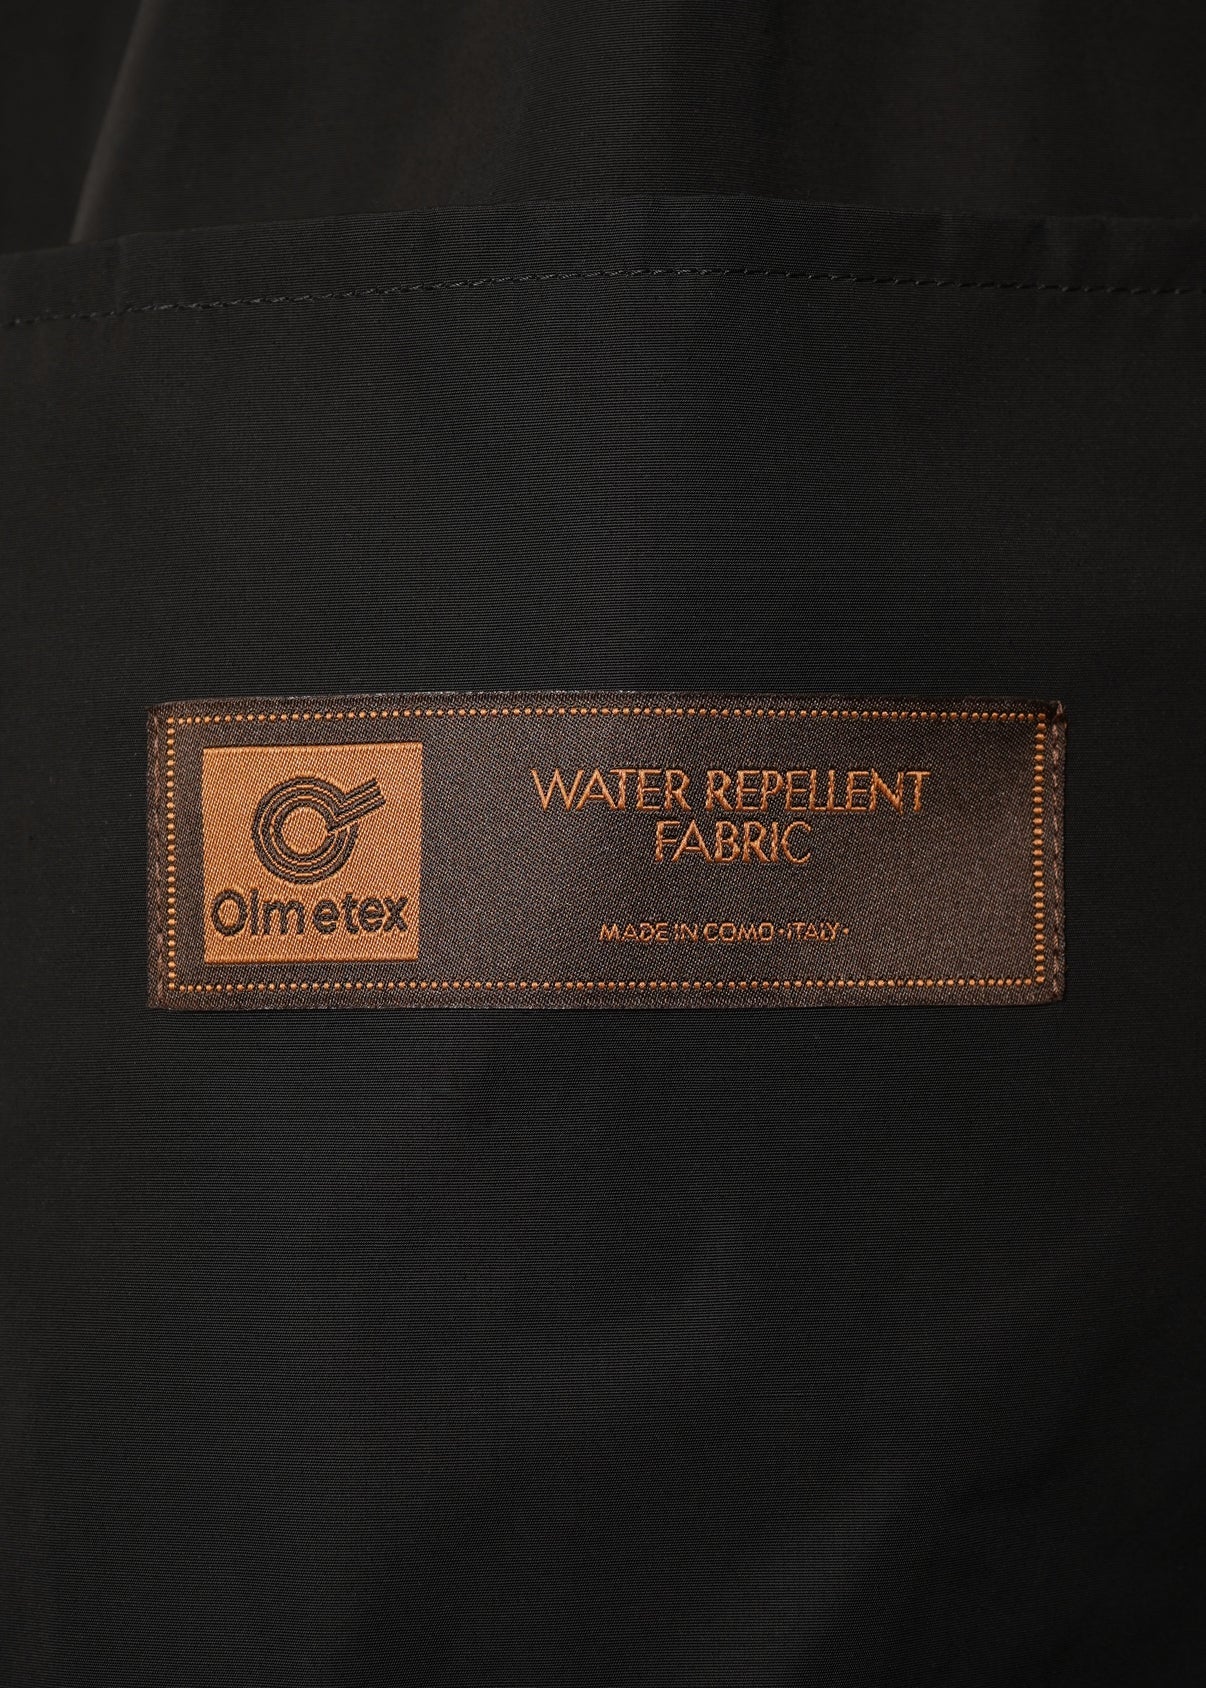 Olmetex
WATER REPELLENT
FABRIC
MADE IN COMO·ITALY·